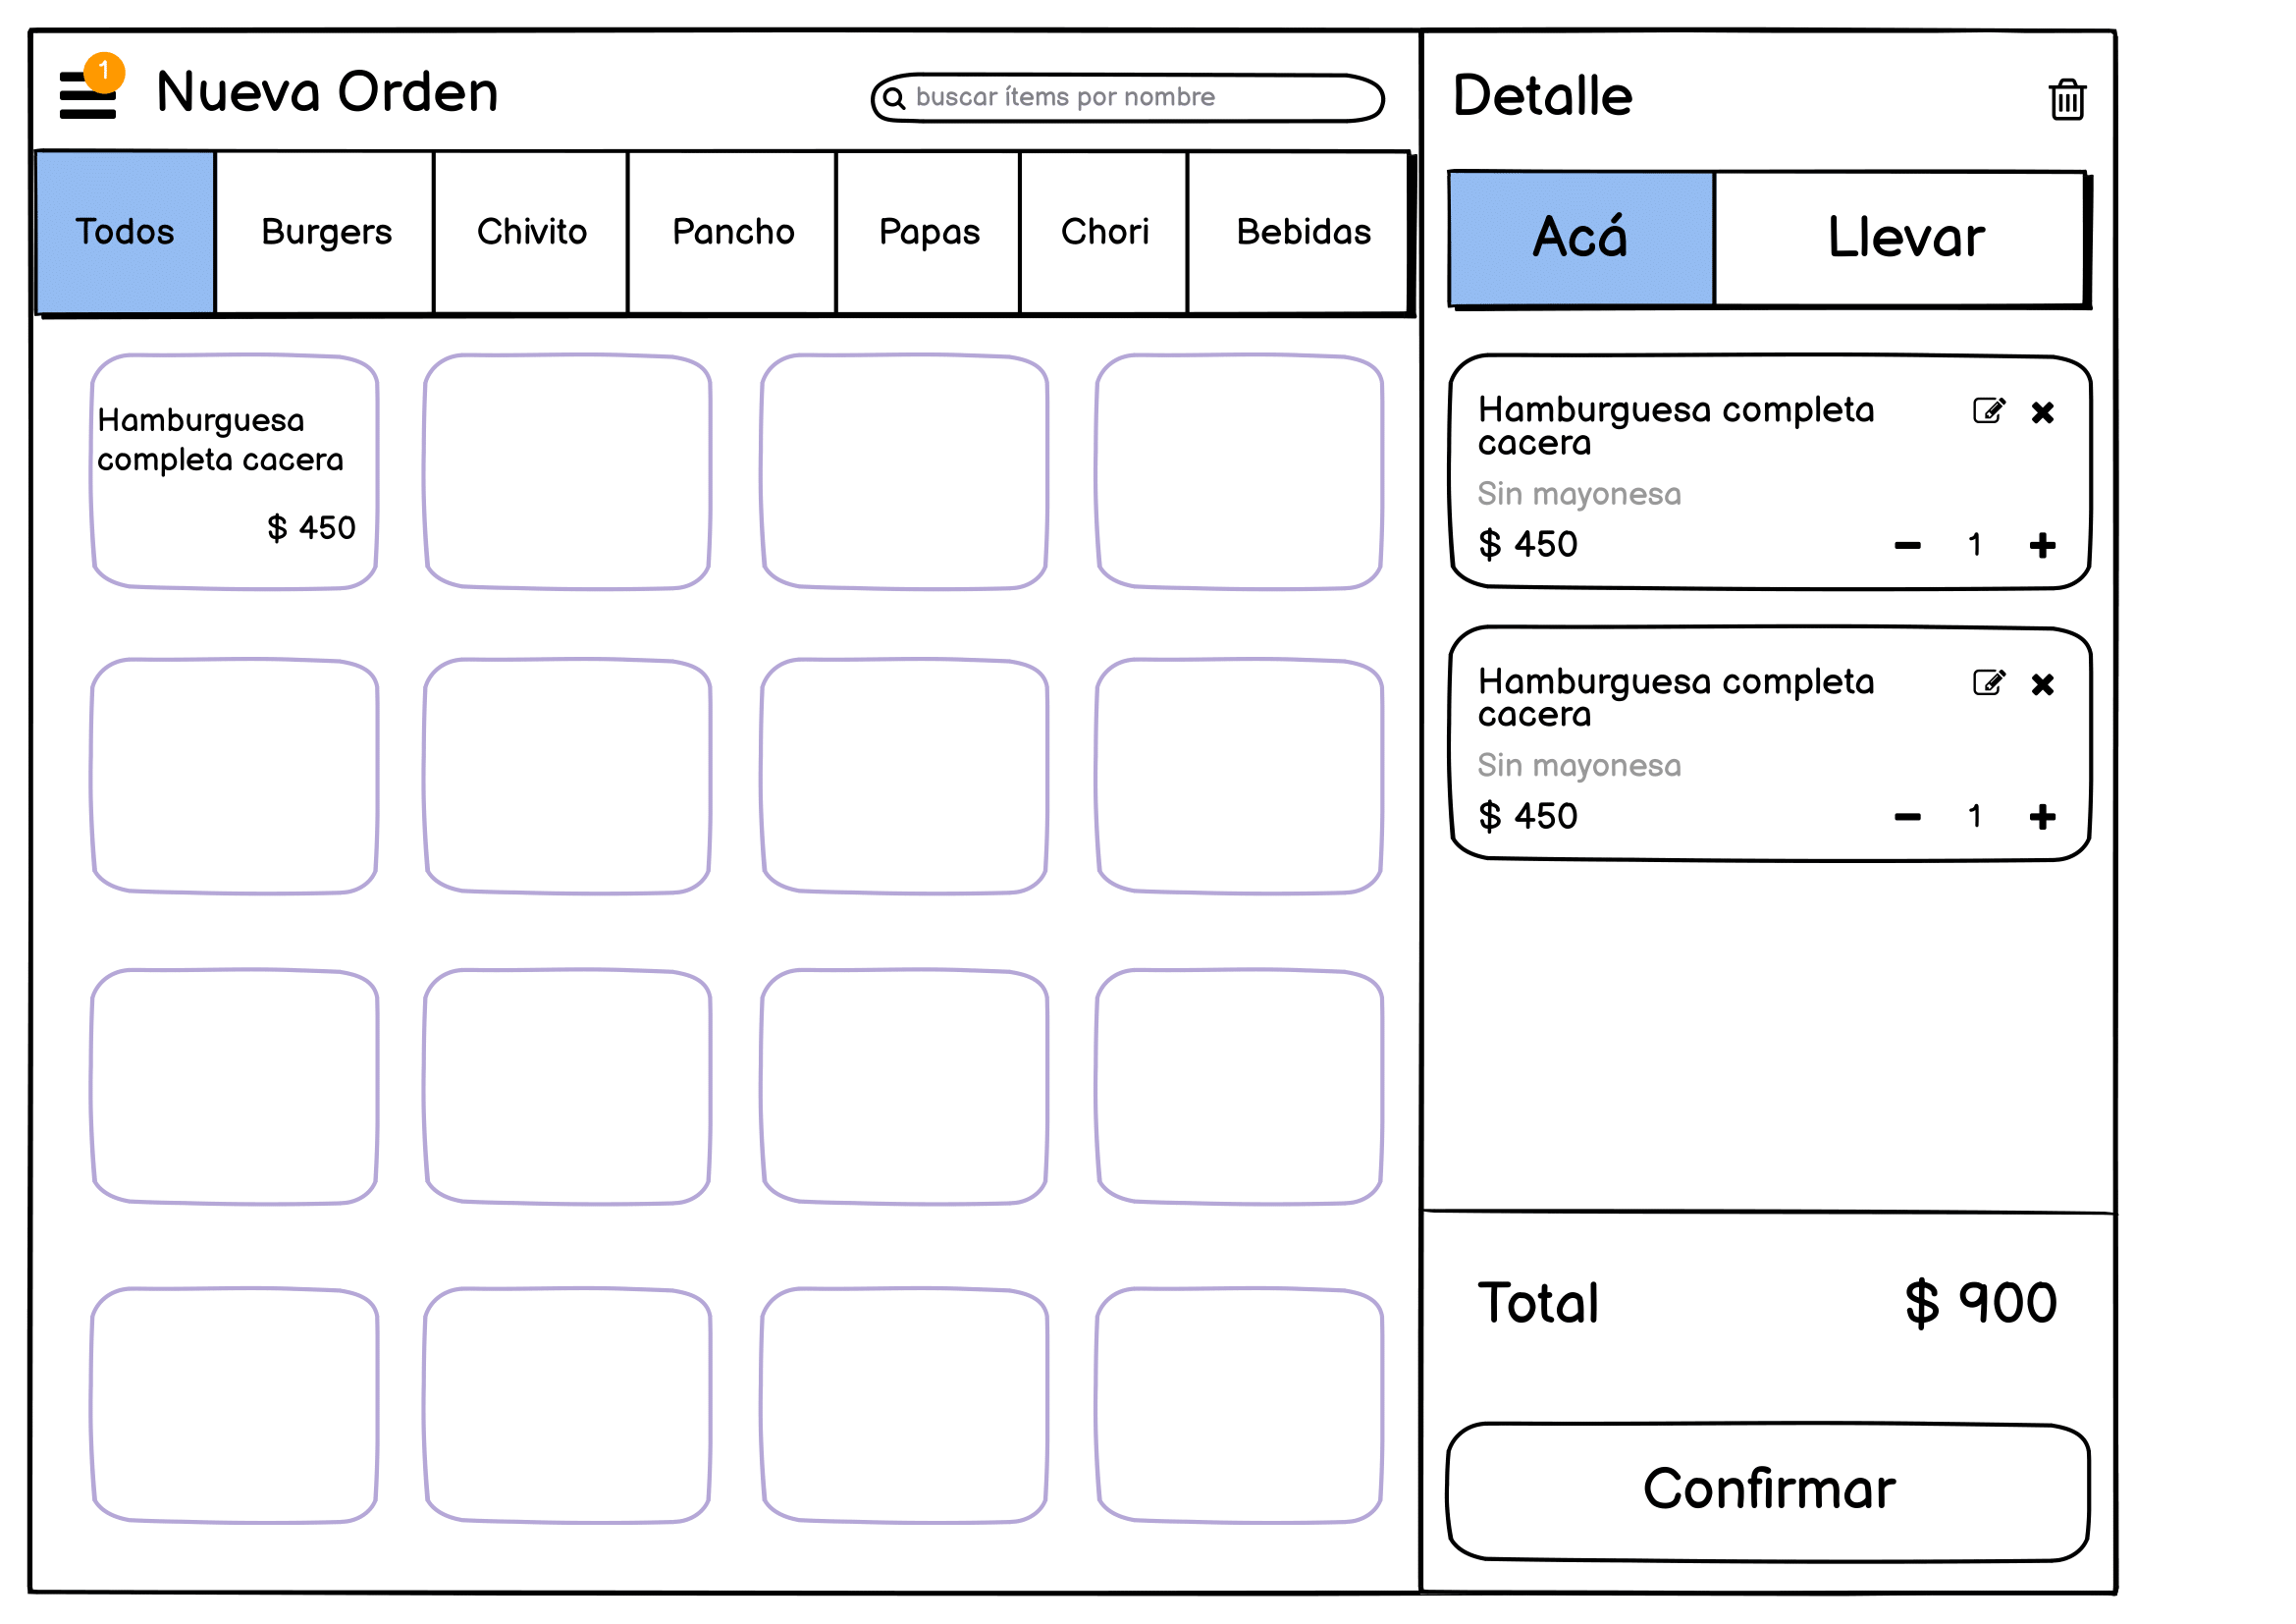 1
Nueva Orden
buscar ítems por nombre
Todos
Burgers
Chivito
Pancho
Papas
Chori
Bebidas
Hamburguesa
completa cacera
$ 450
Detalle
Acá
Llevar
Hamburguesa completa
cacera
Sin mayonesa
$ 450
1
Hamburguesa completa
cacera
Sin mayonesa
$ 450
1
Total
$ 900
Confirmar